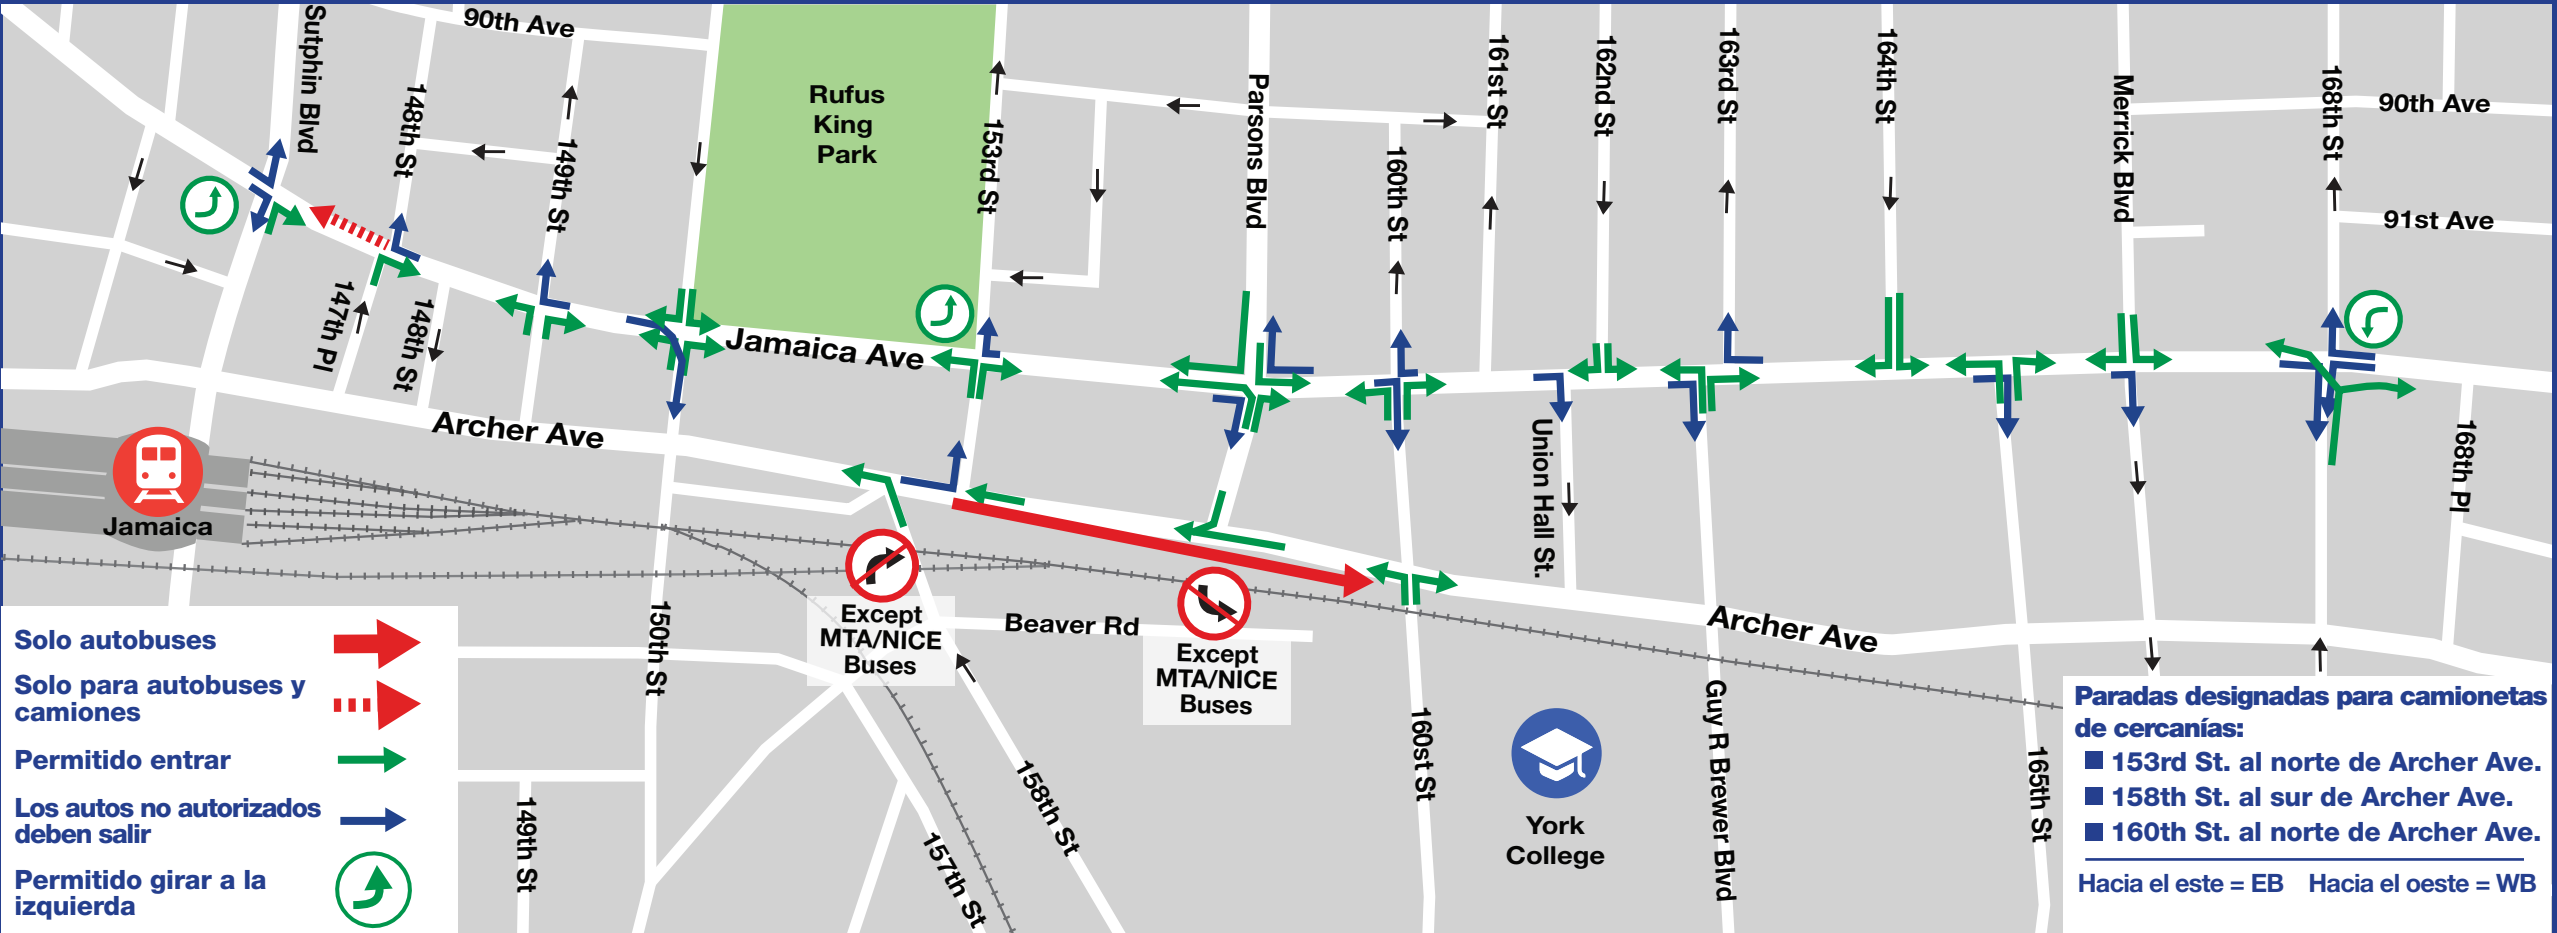 90th Ave
Sutphin Blvd
148th St
149th St
Rufus
King
Park
153rd St
Parsons Blvd
160th St
161st St
162nd St
163rd St
164th St
Merrick Blvd
168th St
90th Ave
91st Ave
147th Pl
148th St
Jamaica Ave
Archer Ave
Jamaica
Union Hall St.
168th Pl
150th St
Except
MTA/NICE
Buses
Beaver Rd
Except
MTA/NICE
Buses
Archer Ave
149th St
157th St
158th St
160st St
York
College
Guy R Brewer Blvd
165th St
Solo autobuses
Solo para autobuses y
camiones
Permitido entrar
Los autos no autorizados
deben salir
Permitido girar a la
izquierda
Paradas designadas para camionetas
de cercanías:
153rd St. al norte de Archer Ave.
158th St. al sur de Archer Ave.
160th St. al norte de Archer Ave.
Hacia el este = EB Hacia el oeste = WB